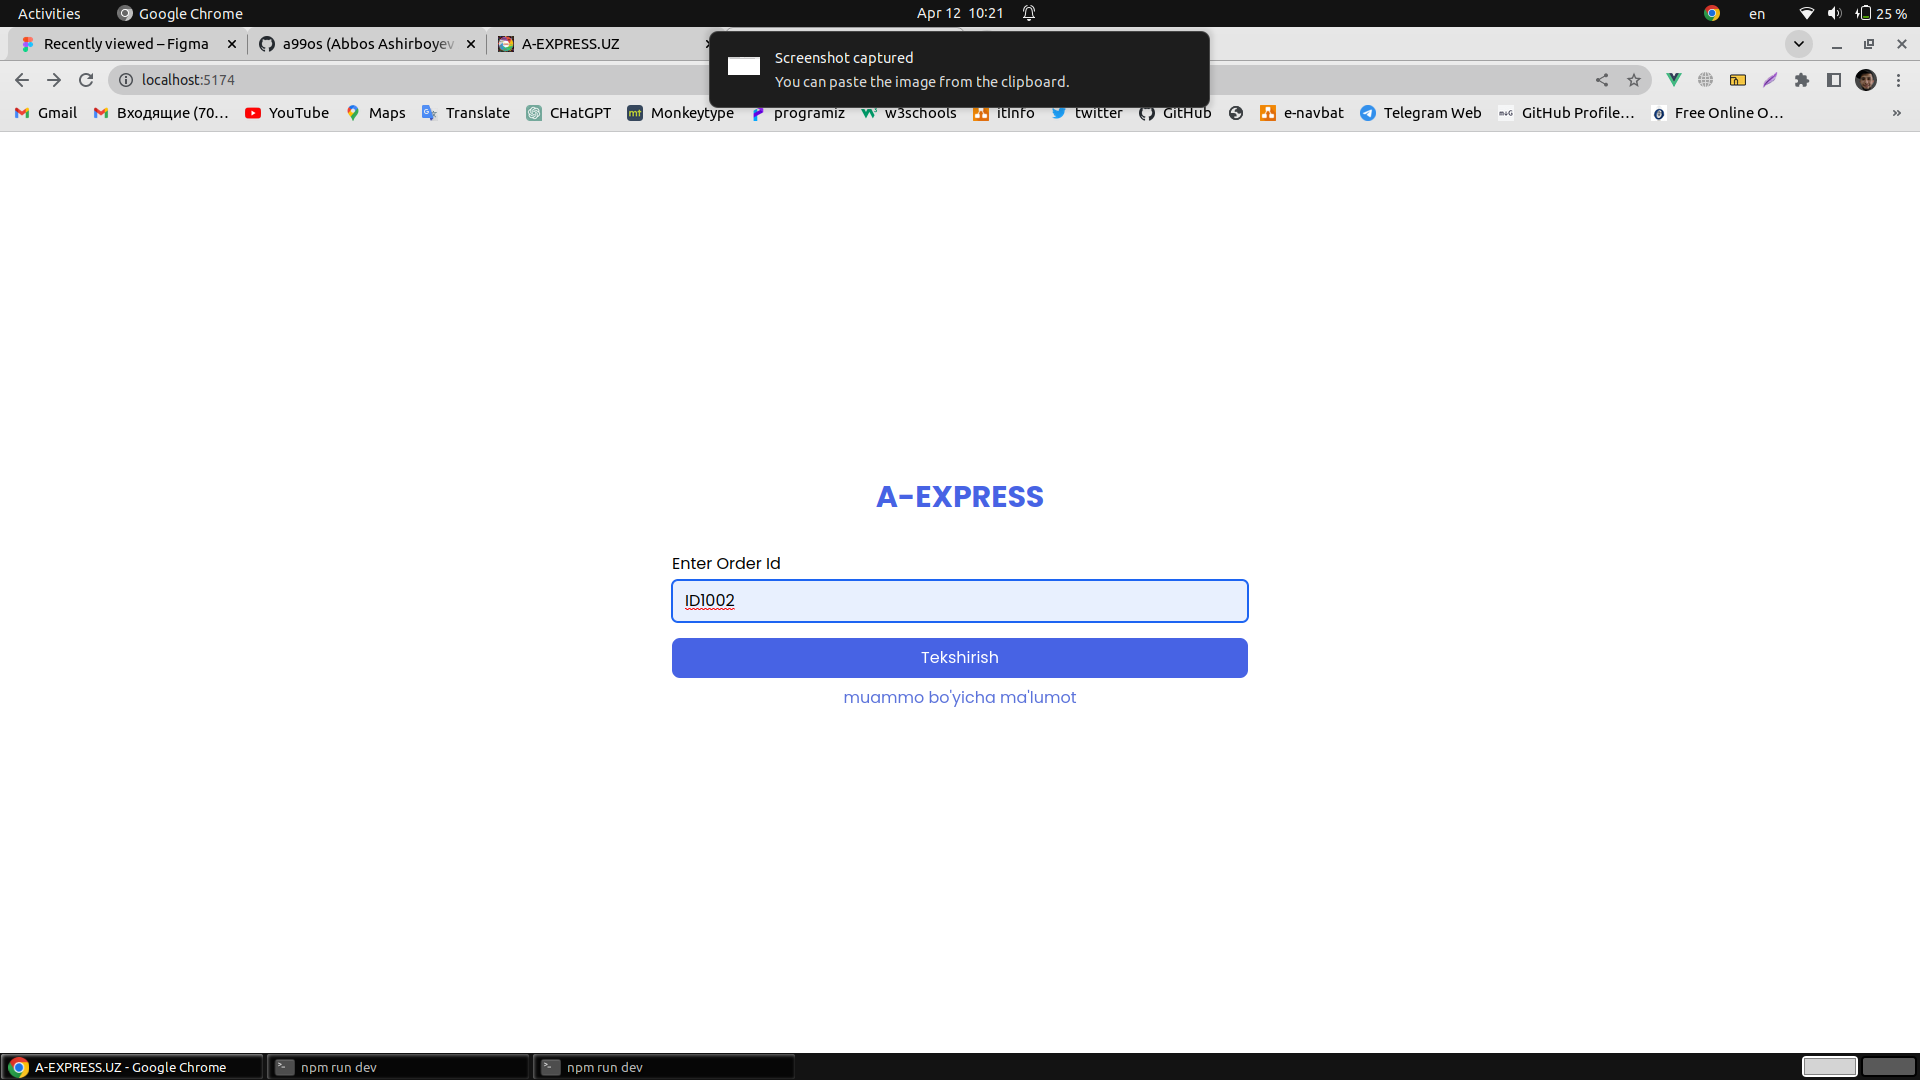 Activities
Google Chrome
Apr 12 10:21
en
25 %
Recently viewed – Figma
a99os (Abbos Ashirboyev
A-EXPRESS.UZ
Screenshot captured
You can paste the image from the clipboard.
localhost:5174
Gmail
Входящие (70…
YouTube
Maps
Translate
CHatGPT
Monkeytype
programiz
w3schools
itInfo
twitter
GitHub
e-navbat
Telegram Web
GitHub Profile…
Free Online O…
»
A-EXPRESS
Enter Order Id
ID1002
Tekshirish
muammo bo'yicha ma'lumot
A-EXPRESS.UZ - Google Chrome
npm run dev
npm run dev